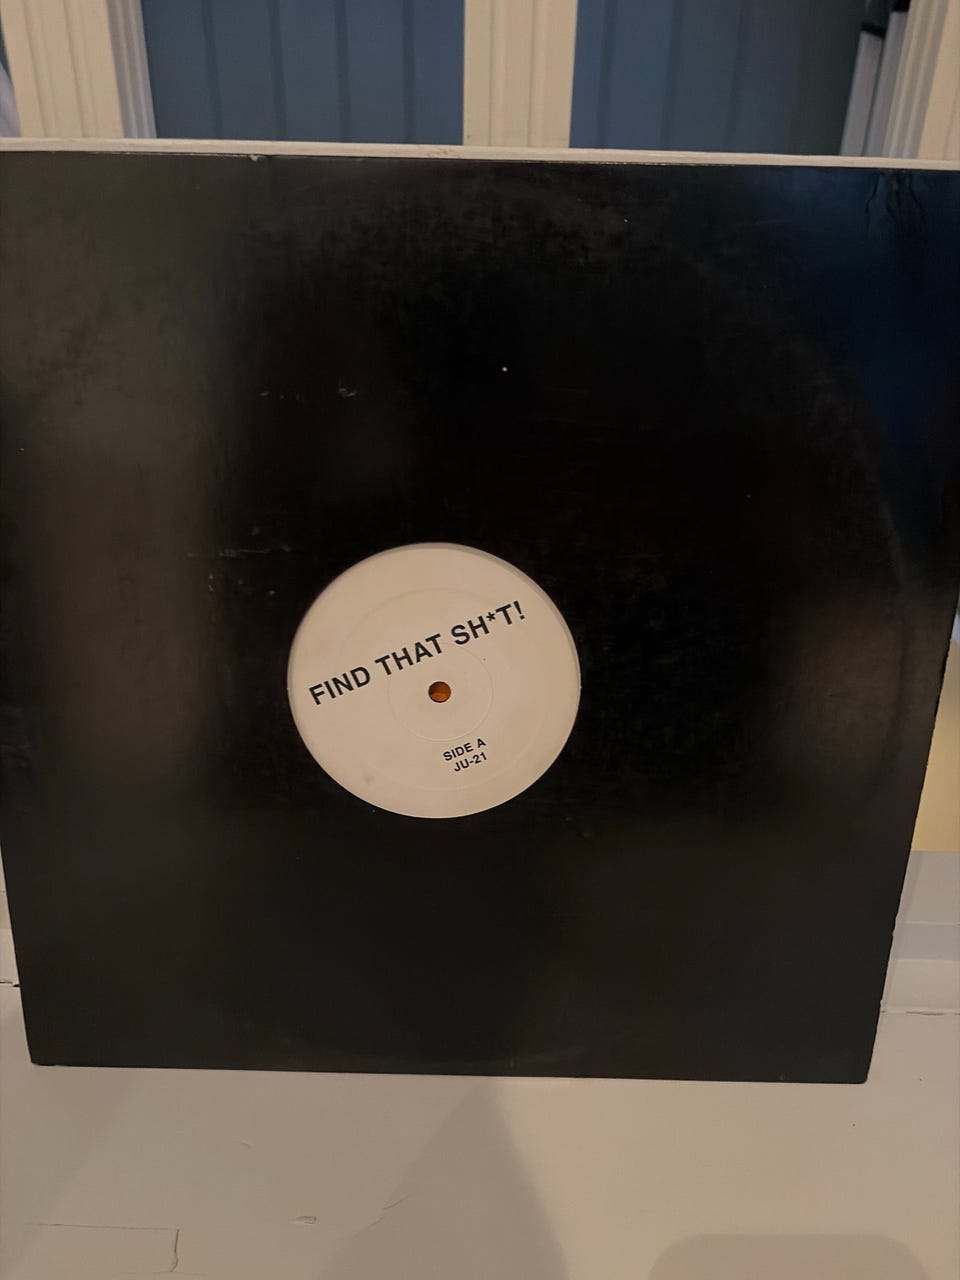 FIND THAT SH*T!
SIDE A
JU-21